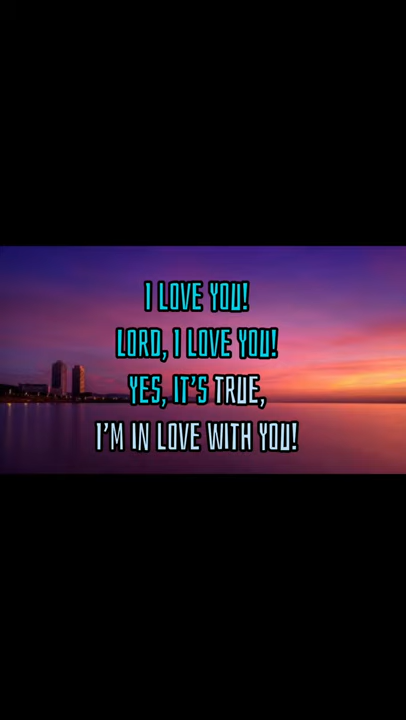 I LOVE YOU!
LORD, I LOVE YOU!
YES, IT'S TRUE,
I'M IN LOVE WITH YOU!